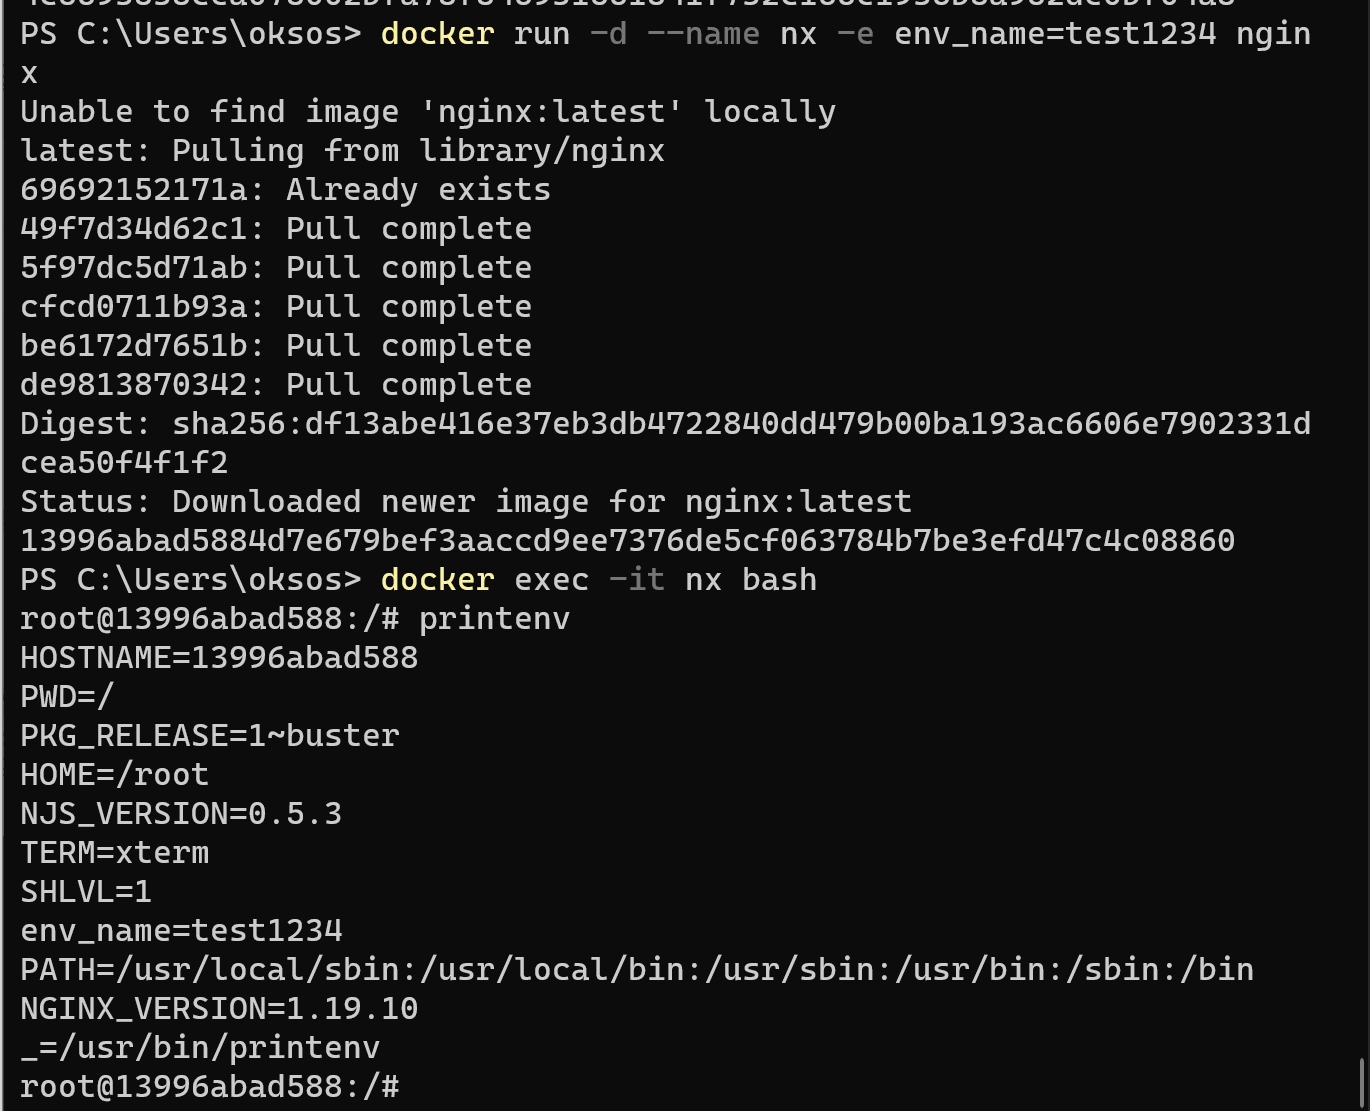 PS C:\Users\oksos> docker run -d --name nx -e env_name=test1234 ngin
x
Unable to find image 'nginx:latest' locally
latest: Pulling from library/nginx
69692152171a: Already exists
49f7d34d62c1: Pull complete
5f97dc5d71ab: Pull complete
cfcd0711b93a: Pull complete
be6172d7651b: Pull complete
de9813870342: Pull complete
Digest: sha256:df13abe416e37eb3db4722840dd479b00ba193ac6606e7902331d
cea50f4f1f2
Status: Downloaded newer image for nginx:latest
13996abad5884d7e679bef3aaccd9ee7376de5cf063784b7be3efd47c4c08860
PS C:\Users\oksos> docker exec -it nx bash
root@13996abad588:/# printenv
HOSTNAME=13996abad588
PWD=/
PKG_RELEASE=1~buster
HOME=/root
NJS_VERSION=0.5.3
TERM=xterm
SHLVL=1
env_name=test1234
PATH=/usr/local/sbin:/usr/local/bin:/usr/sbin:/usr/bin:/sbin:/bin
NGINX_VERSION=1.19.10
_=/usr/bin/printenv
root@13996abad588:/#